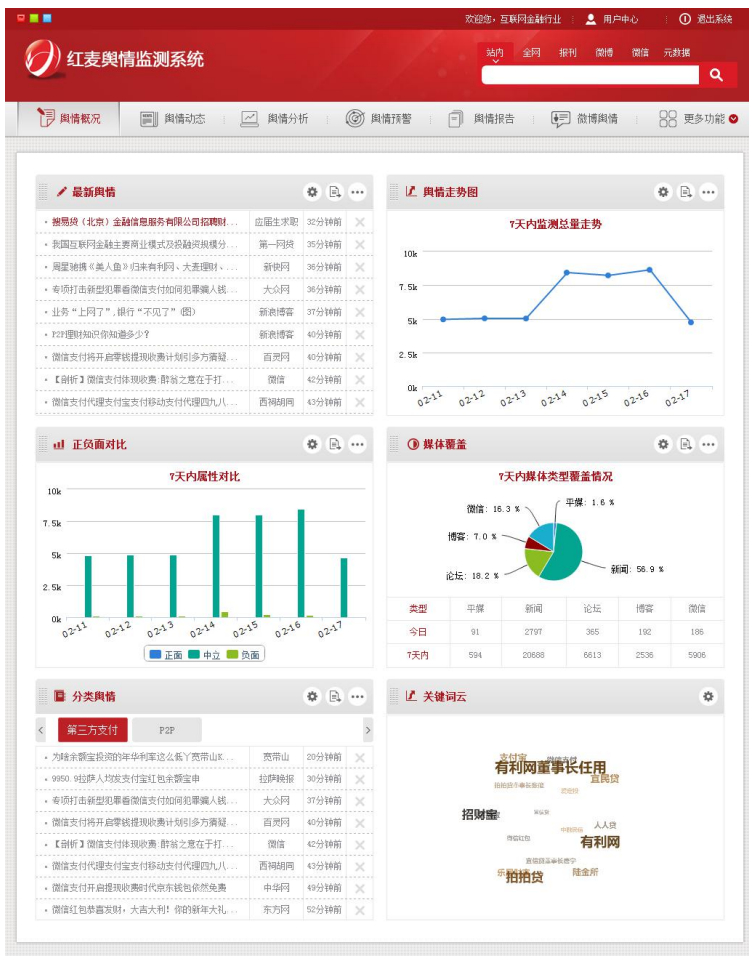 欢迎您，互联网金融行业 用户中心 退出系统
红麦舆情监测系统
站内 全网 报刊 微博 微信 元数据
舆情概况 舆情动态 舆情分析 舆情预警 舆情报告 微博舆情 更多功能
最新舆情
搜易贷（北京）金融信息服务有限公司招聘财... 应届生求职 32分钟前
我国互联网金融主要商业模式及投融资规模分... 第一网贷 35分钟前
周星驰携《美人鱼》归来有利网、大麦理财、... 新快网 36分钟前
专项打击新型犯罪看微信支付如何犯罪骗人钱... 大众网 36分钟前
业务“上网了”,银行“不见了”(图) 新浪博客 37分钟前
P2P理财知识你知道多少? 新浪博客 40分钟前
微信支付将开启零钱提现收费计划引多方猜疑... 百灵网 40分钟前
【剖析】微信支付体现收费:醉翁之意在于打... 微信 42分钟前
微信支付代理支付宝支付移动支付代理四九八... 西祠胡同 43分钟前
舆情走势图
7天内监测总量走势
10k
7.5k
5k
2.5k
0k
02-11 02-12 02-13 02-14 02-15 02-16 02-17
正负面对比
7天内属性对比
10k
7.5k
5k
2.5k
0k
02-11 02-12 02-13 02-14 02-15 02-16 02-17
正面 中立 负面
媒体覆盖
7天内媒体类型覆盖情况
平媒: 1.6 %
微信: 16.3 %
博客: 7.0 %
新闻: 56.9 %
论坛: 18.2 %
类型 平媒 新闻 论坛 博客 微信
今日 91 2797 365 192 186
7天内 594 20688 6613 2536 5906
分类舆情
第三方支付 P2P
为啥余额宝投资的年华利率这么低丫宽带山K... 宽带山 20分钟前
9950.9拉萨人均发支付宝红包余额宝申 拉萨晚报 30分钟前
专项打击新型犯罪看微信支付如何犯罪骗人钱... 大众网 37分钟前
微信支付将开启零钱提现收费计划引多方猜疑... 百灵网 40分钟前
【剖析】微信支付体现收费:醉翁之意在于打... 微信 42分钟前
微信支付代理支付宝支付移动支付代理四九八... 西祠胡同 43分钟前
微信支付开启提现收费时代京东钱包依然免费 中华网 49分钟前
微信红包恭喜发财，大吉大利！你的新年大礼... 东方网 52分钟前
关键词云
支付宝
有利网董事长任用
宜民贷
招财宝
人人贷
微信红包
有利网
宜信网董事长唐宁
拍拍贷
陆金所